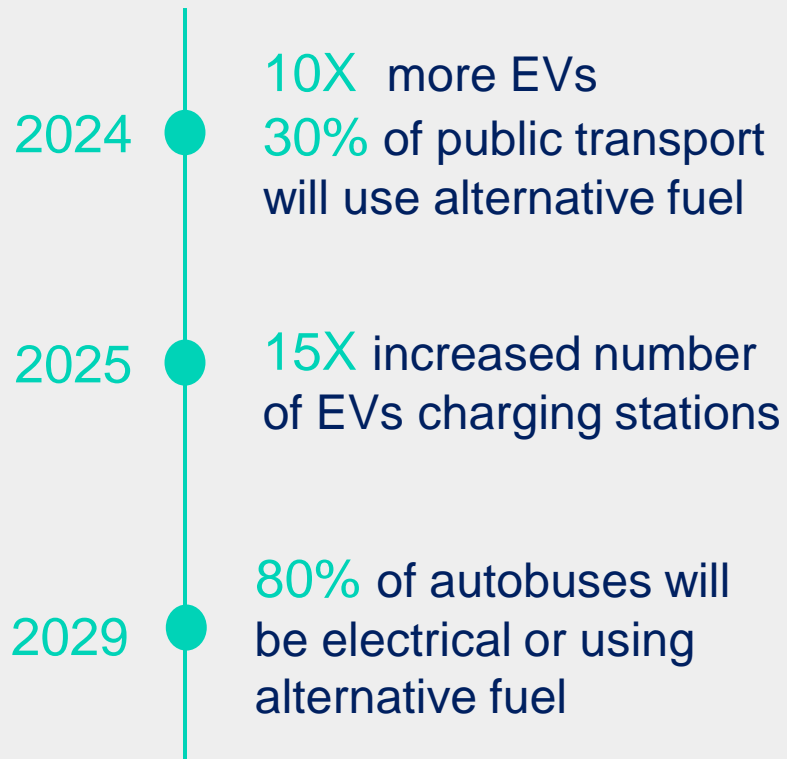 2024
10X more EVs
30% of public transport
will use alternative fuel
2025
15X increased number
of EVs charging stations
2029
80% of autobuses will
be electrical or using
alternative fuel